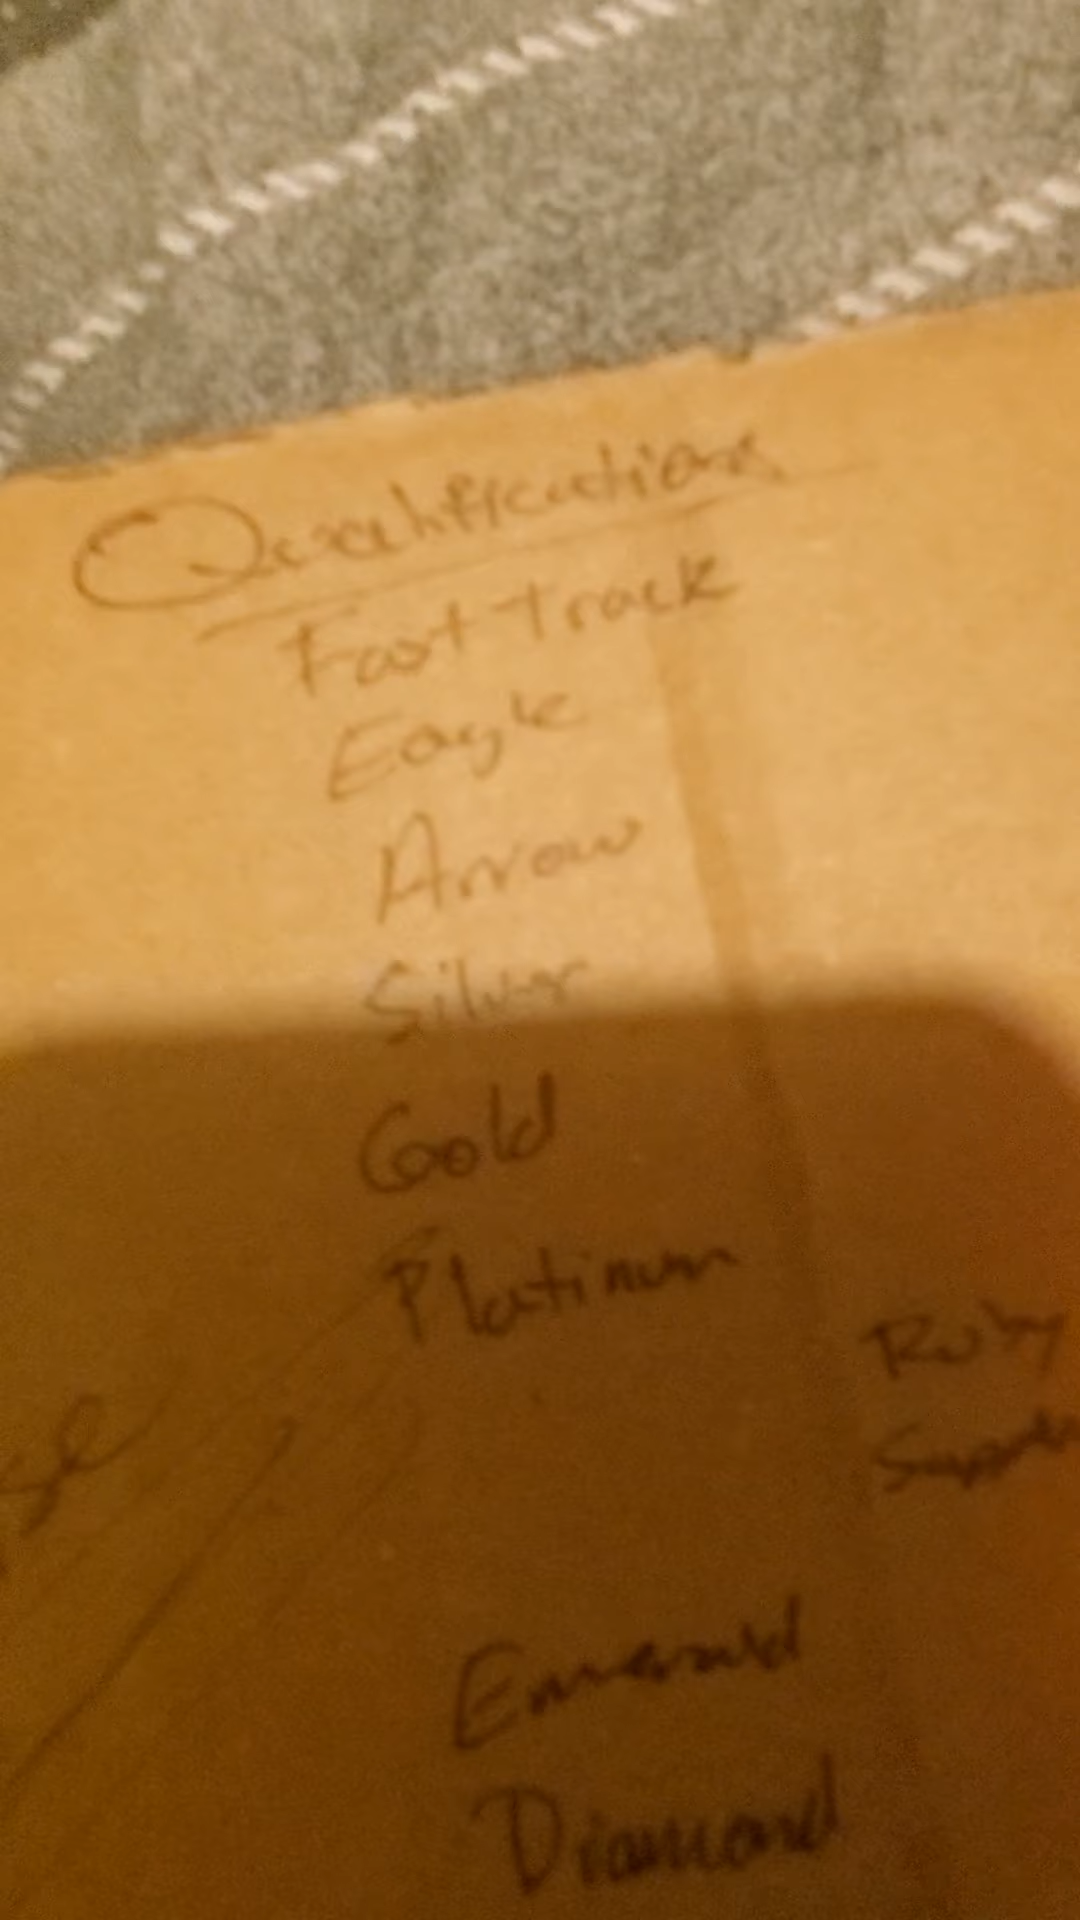 Qualifications
Fast Track
Eagle
Arrow
Silver
Gold
Platinum
Ruby
Emerald
Diamond